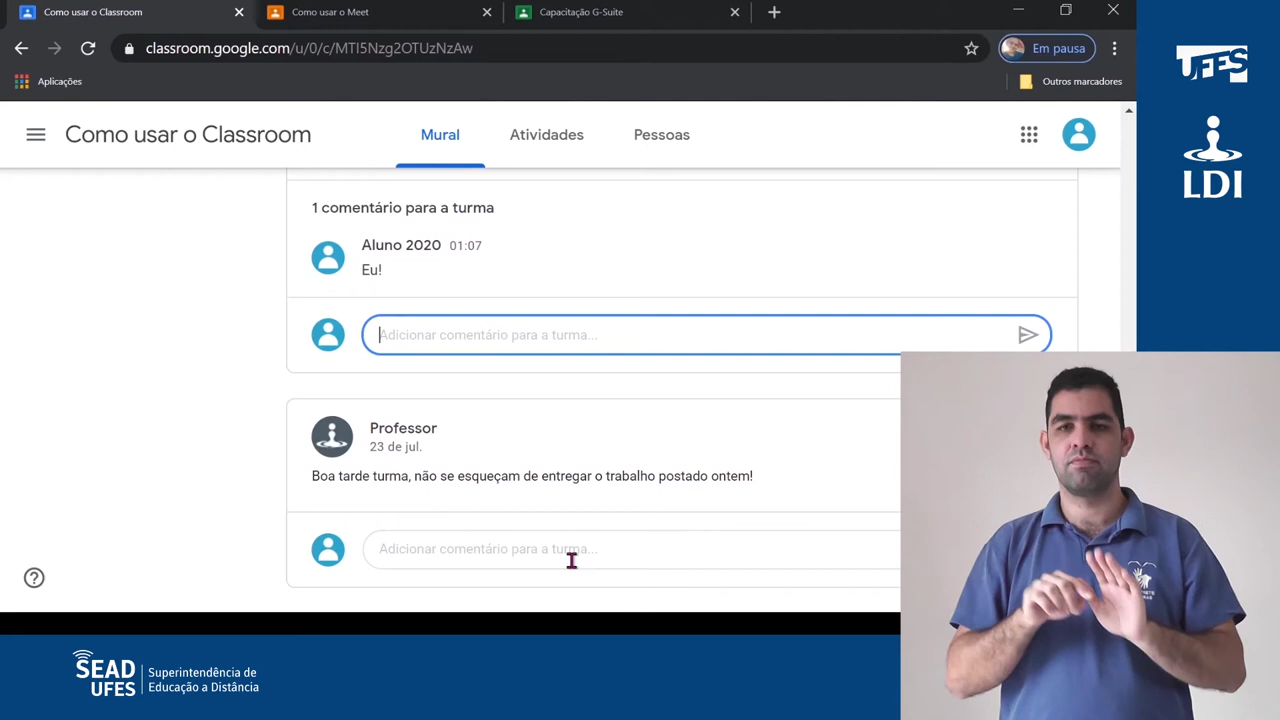 Como usar o Classroom
Como usar o Meet
Capacitação G-Suite
classroom.google.com/u/0/c/MTI5Nzg2OTUzNzAw
Em pausa
Aplicações
Outros marcadores
UFES
Como usar o Classroom
Mural
Atividades
Pessoas
LDI
1 comentário para a turma
Aluno 2020 01:07
Eu!
Adicionar comentário para a turma...
Professor
23 de jul.
Boa tarde turma, não se esqueçam de entregar o trabalho postado ontem!
Adicionar comentário para a turma...
SEAD
UFES
Superintendência de
Educação a Distância